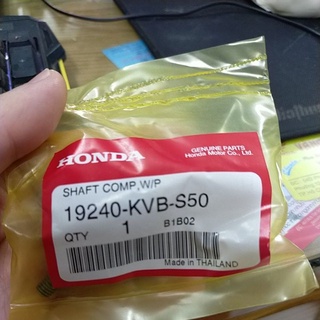 HONDA
GENUINE PARTS
Honda Motor Co., Ltd.
SHAFT COMP,W/P
19240-KVB-S50
QTY 1 B1B02
Made in THAILAND